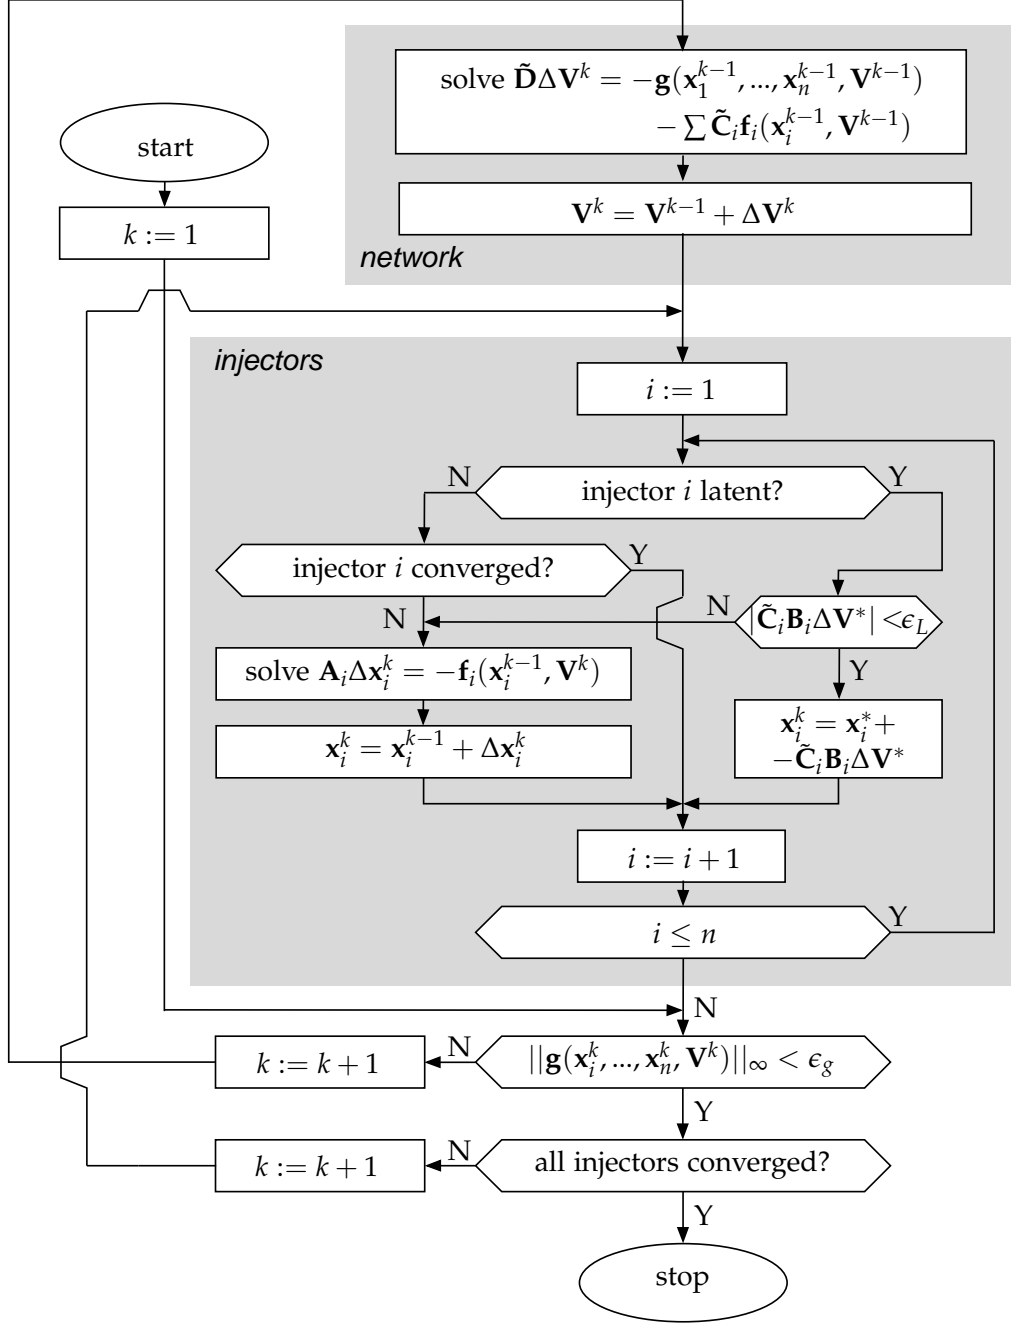 solve D̃ΔV^k = −g(x_1^{k−1}, ..., x_n^{k−1}, V^{k−1})
− ∑ C̃_i f_i(x_i^{k−1}, V^{k−1})
start
V^k = V^{k−1} + ΔV^k
k := 1
network
injectors
i := 1
N
Y
injector i latent?
injector i converged?
Y
N
|C̃_i B_i ΔV*| < ϵ_L
N
Y
solve A_i Δx_i^k = −f_i(x_i^{k−1}, V^k)
x_i^k = x_i^* +
−C̃_i B_i ΔV*
x_i^k = x_i^{k−1} + Δx_i^k
i := i + 1
i ≤ n
Y
N
k := k + 1
N
||g(x_i^k, ..., x_n^k, V^k)||_∞ < ϵ_g
Y
k := k + 1
N
all injectors converged?
Y
stop